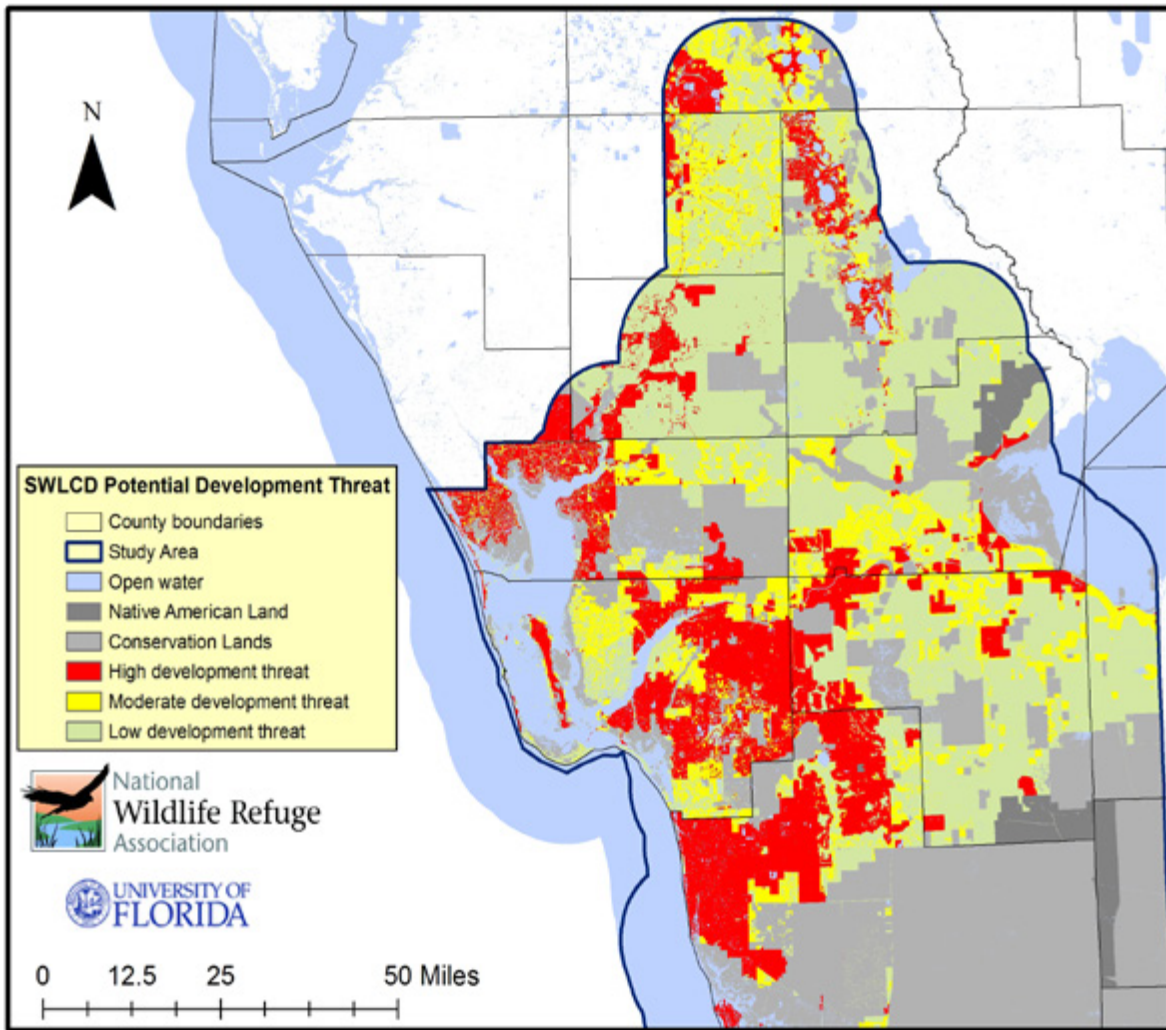 N
SWLCD Potential Development Threat
County boundaries
Study Area
Open water
Native American Land
Conservation Lands
High development threat
Moderate development threat
Low development threat
National
Wildlife Refuge
Association
UNIVERSITY OF
FLORIDA
0 12.5 25 50 Miles